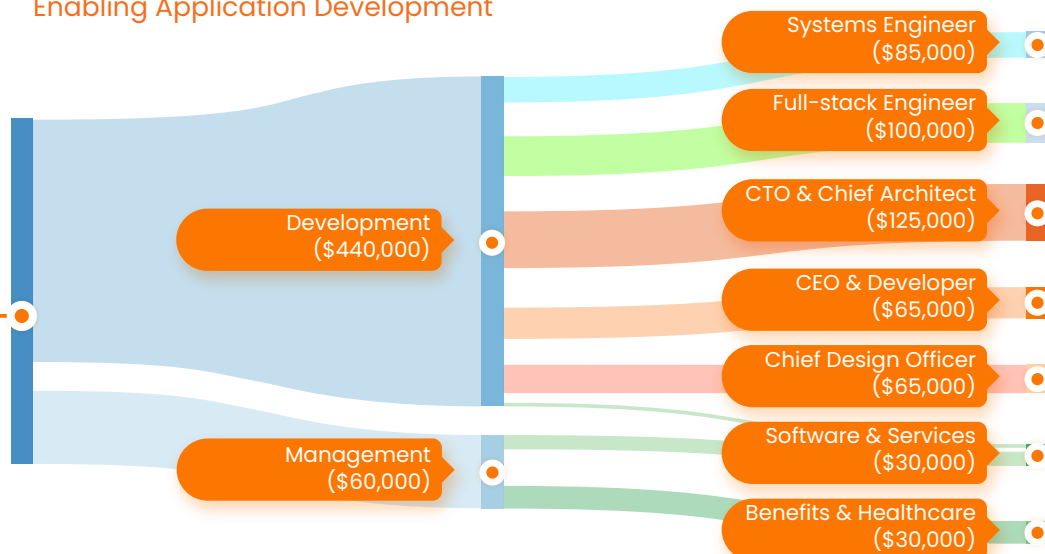 Enabling Application Development
Systems Engineer
($85,000)
Full-stack Engineer
($100,000)
CTO & Chief Architect
($125,000)
Development
($440,000)
CEO & Developer
($65,000)
Chief Design Officer
($65,000)
Software & Services
($30,000)
Management
($60,000)
Benefits & Healthcare
($30,000)